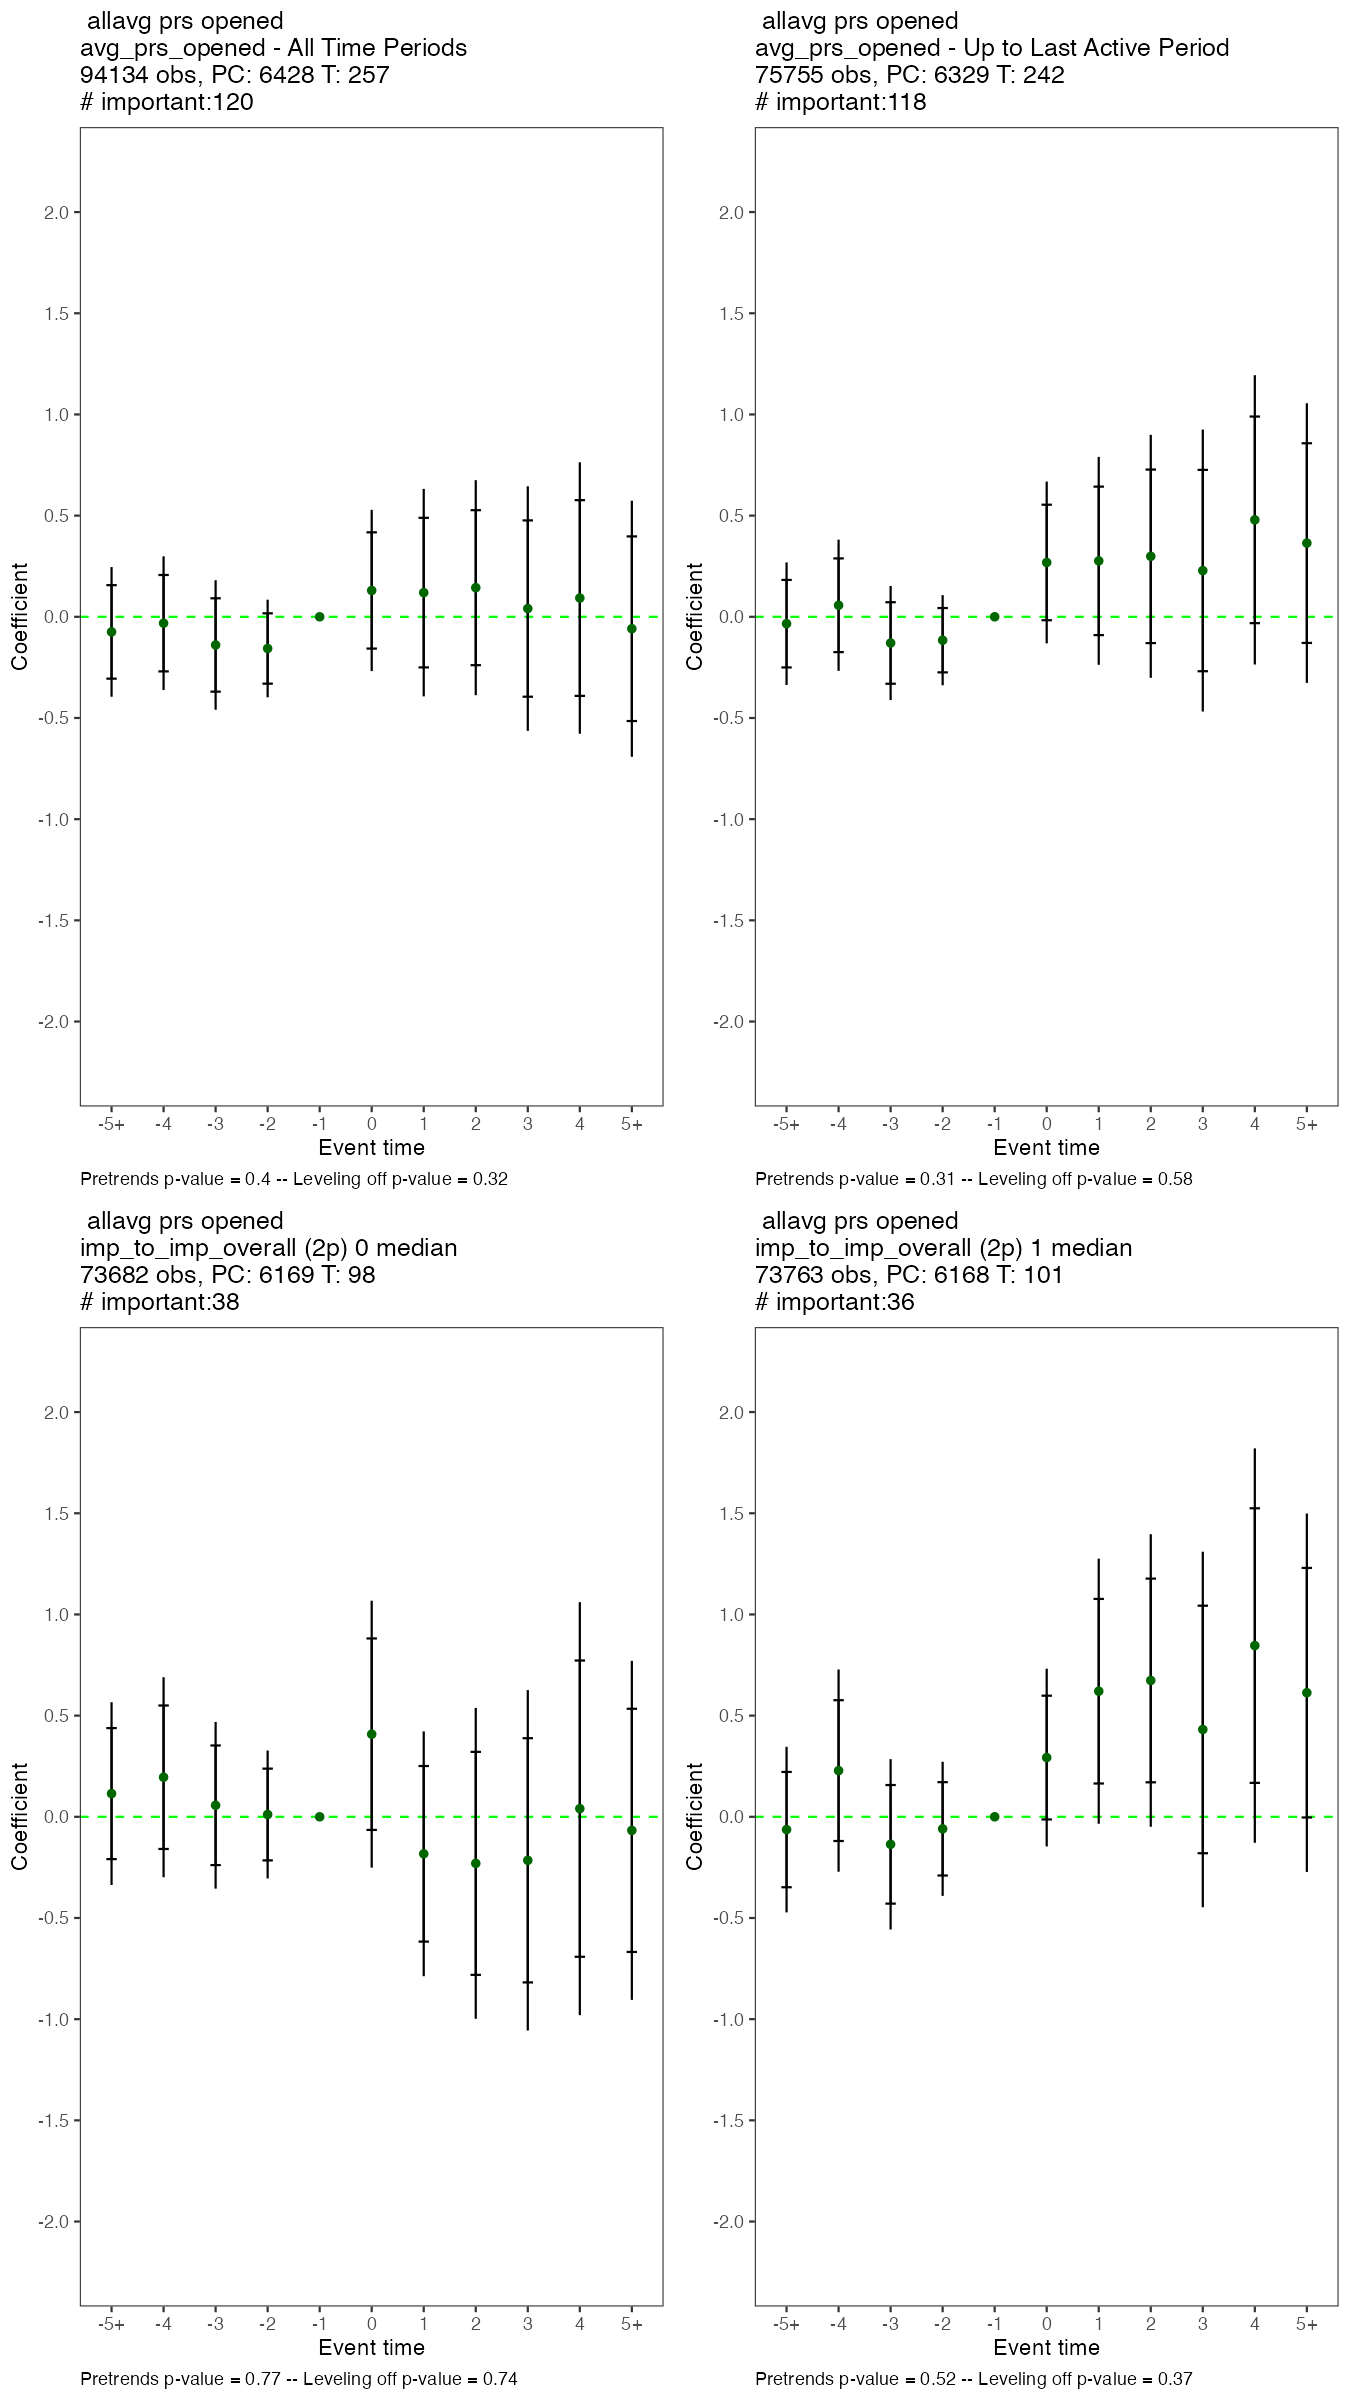 allavg prs opened
avg_prs_opened - All Time Periods
94134 obs, PC: 6428 T: 257
# important:120
2.0
1.5
1.0
0.5
0.0
-0.5
-1.0
-1.5
-2.0
Coefficient
-5+ -4 -3 -2 -1 0 1 2 3 4 5+
Event time
Pretrends p-value = 0.4 -- Leveling off p-value = 0.32
allavg prs opened
avg_prs_opened - Up to Last Active Period
75755 obs, PC: 6329 T: 242
# important:118
2.0
1.5
1.0
0.5
0.0
-0.5
-1.0
-1.5
-2.0
Coefficient
-5+ -4 -3 -2 -1 0 1 2 3 4 5+
Event time
Pretrends p-value = 0.31 -- Leveling off p-value = 0.58
allavg prs opened
imp_to_imp_overall (2p) 0 median
73682 obs, PC: 6169 T: 98
# important:38
2.0
1.5
1.0
0.5
0.0
-0.5
-1.0
-1.5
-2.0
Coefficient
-5+ -4 -3 -2 -1 0 1 2 3 4 5+
Event time
Pretrends p-value = 0.77 -- Leveling off p-value = 0.74
allavg prs opened
imp_to_imp_overall (2p) 1 median
73763 obs, PC: 6168 T: 101
# important:36
2.0
1.5
1.0
0.5
0.0
-0.5
-1.0
-1.5
-2.0
Coefficient
-5+ -4 -3 -2 -1 0 1 2 3 4 5+
Event time
Pretrends p-value = 0.52 -- Leveling off p-value = 0.37